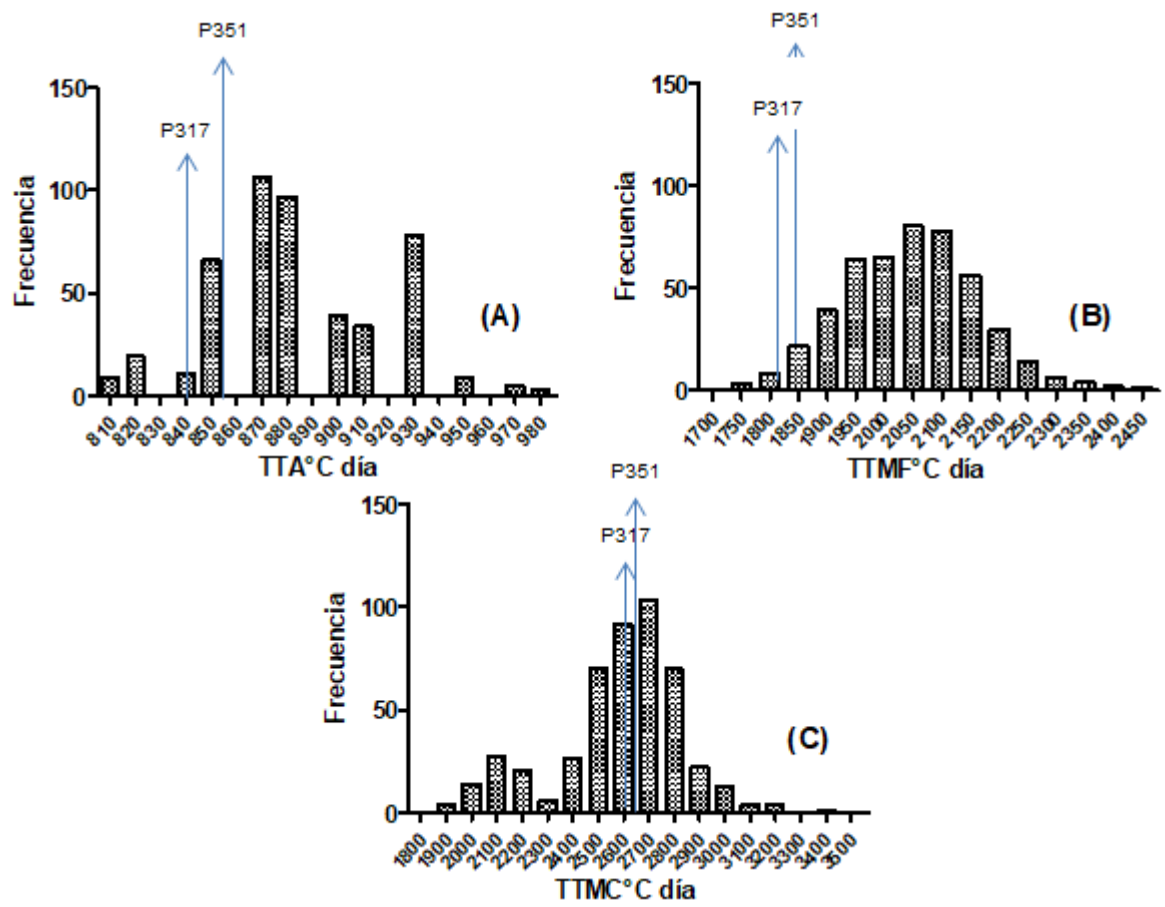 P351
P317
150
100
50
0
Frecuencia
(A)
810 820 830 840 850 860 870 880 890 900 910 920 930 940 950 960 970 980
TTA°C día
P351
P317
150
100
50
0
Frecuencia
(B)
1700 1750 1800 1850 1900 1950 2000 2050 2100 2150 2200 2250 2300 2350 2400 2450
TTMF°C día
P351
P317
150
100
50
0
Frecuencia
(C)
1800 1900 2000 2100 2200 2300 2400 2500 2600 2700 2800 2900 3000 3100 3200 3300 3400 3500
TTMC°C día